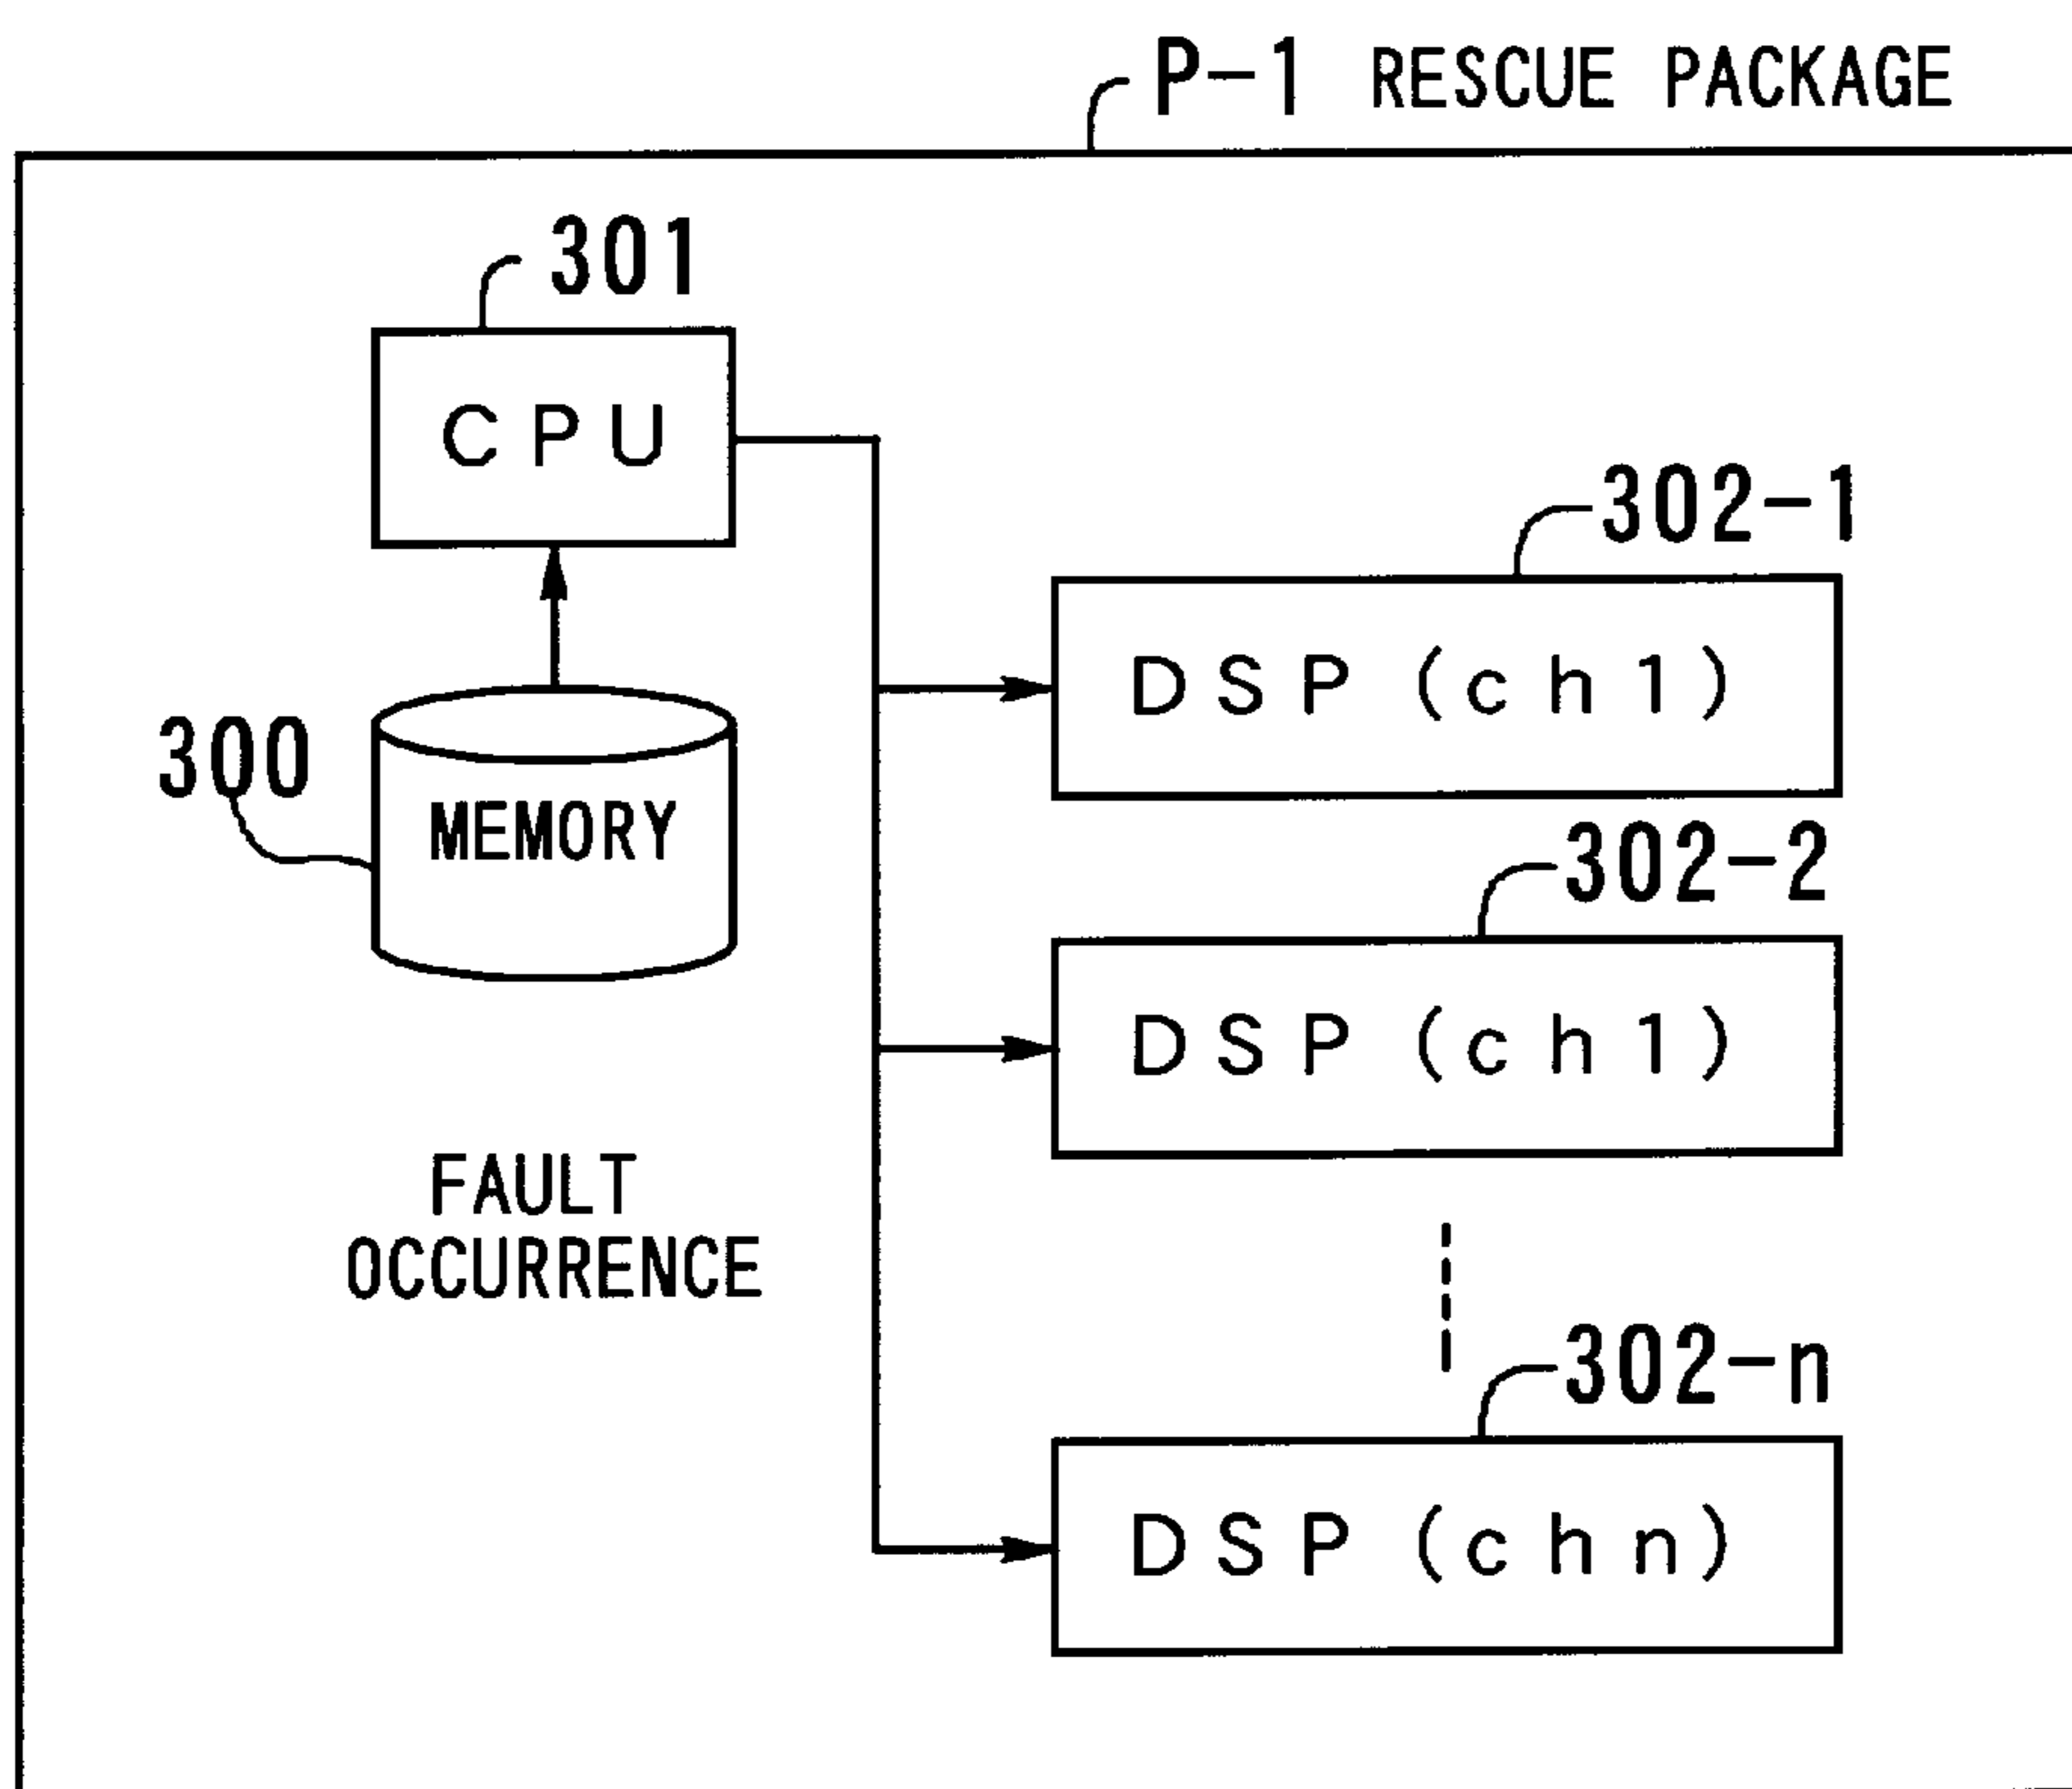 P-1 RESCUE PACKAGE
301
CPU
302-1
DSP (ch1)
300
MEMORY
302-2
DSP (ch1)
FAULT
OCCURRENCE
302-n
DSP (chn)